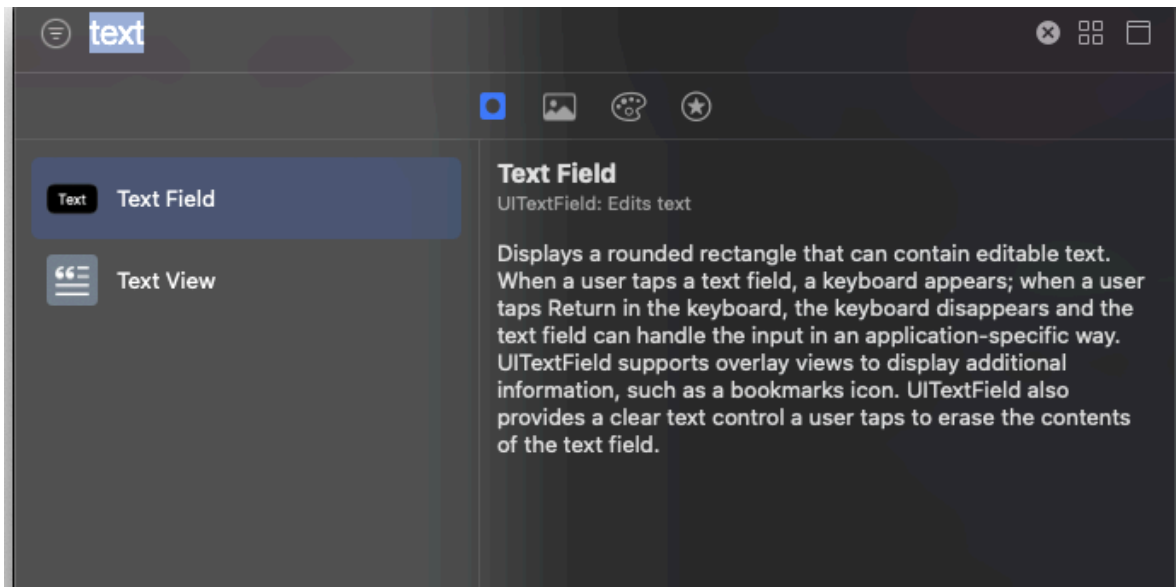 text
Text Text Field
Text View
Text Field
UITextField: Edits text
Displays a rounded rectangle that can contain editable text.
When a user taps a text field, a keyboard appears; when a user
taps Return in the keyboard, the keyboard disappears and the
text field can handle the input in an application-specific way.
UITextField supports overlay views to display additional
information, such as a bookmarks icon. UITextField also
provides a clear text control a user taps to erase the contents
of the text field.